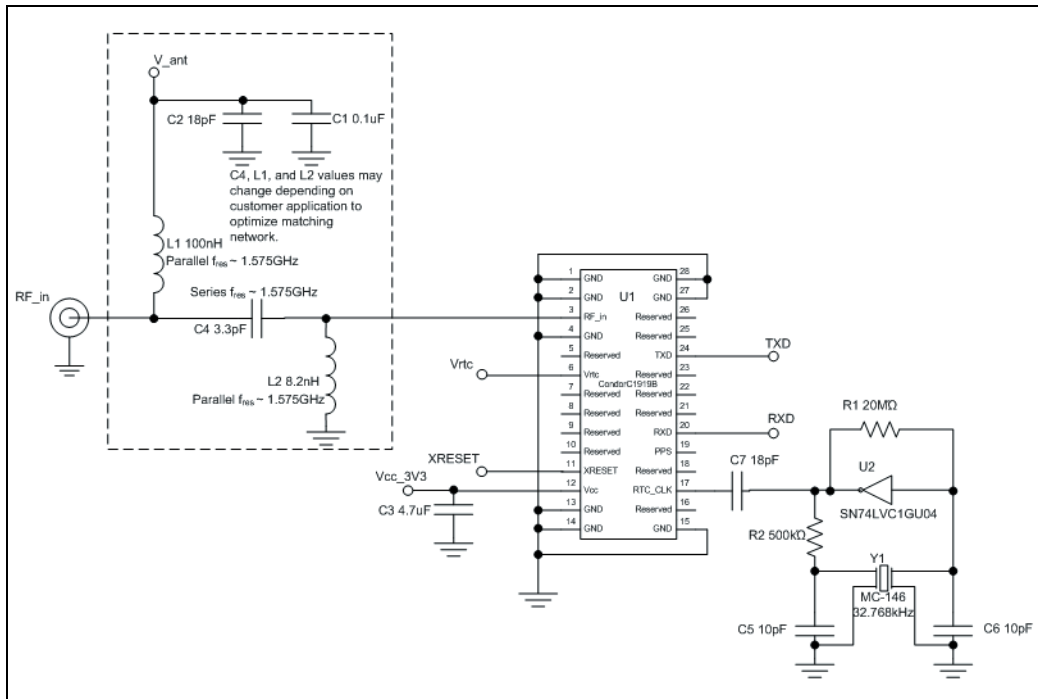 V_ant
C2 18pF
C1 0.1uF
C4, L1, and L2 values may
change depending on
customer application to
optimize matching
network.
L1 100nH
Parallel fres ~ 1.575GHz
RF_in
Series fres ~ 1.575GHz
C4 3.3pF
L2 8.2nH
Parallel fres ~ 1.575GHz
U1
CondorC1919B
1 GND
2 GND
3 RF_in
4 GND
5 Reserved
6 Vrtc
7 Reserved
8 Reserved
9 Reserved
10 Reserved
11 XRESET
12 Vcc
13 GND
14 GND
GND 28
GND 27
Reserved 26
Reserved 25
TXD 24
Reserved 23
Reserved 22
Reserved 21
RXD 20
PPS 19
Reserved 18
RTC_CLK 17
Reserved 16
GND 15
Vrtc
XRESET
Vcc_3V3
C3 4.7uF
TXD
RXD
R1 20MΩ
C7 18pF
U2
SN74LVC1GU04
R2 500kΩ
Y1
MC-146
32.768kHz
C5 10pF
C6 10pF